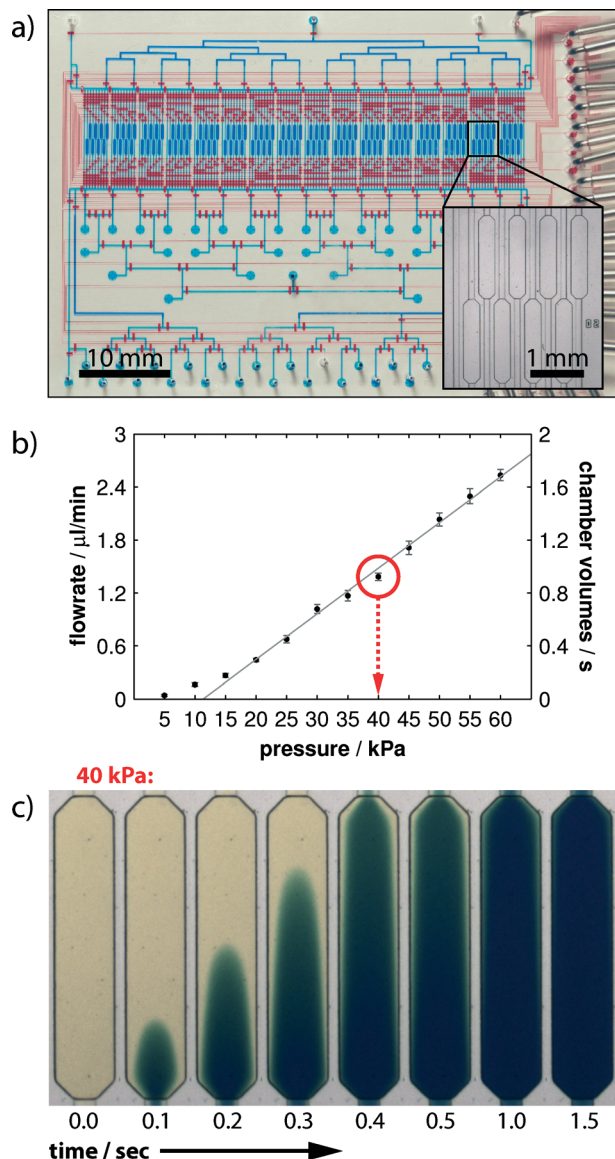 a)
10 mm
1 mm
b)
3
2.4
1.8
1.2
0.6
0
flowrate / µl/min
2
1.6
1.2
0.8
0.4
0
chamber volumes / s
5 10 15 20 25 30 35 40 45 50 55 60
pressure / kPa
40 kPa:
c)
0.0 0.1 0.2 0.3 0.4 0.5 1.0 1.5
time / sec